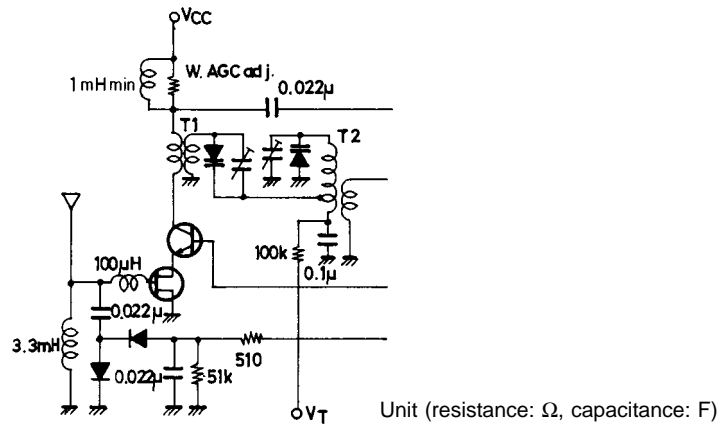 VCC
W. AGC adj.
1mH min
0.022μ
T1
T2
100μH
100k
0.1μ
0.022μ
3.3mH
0.022μ
51k
510
VT
Unit (resistance: Ω, capacitance: F)